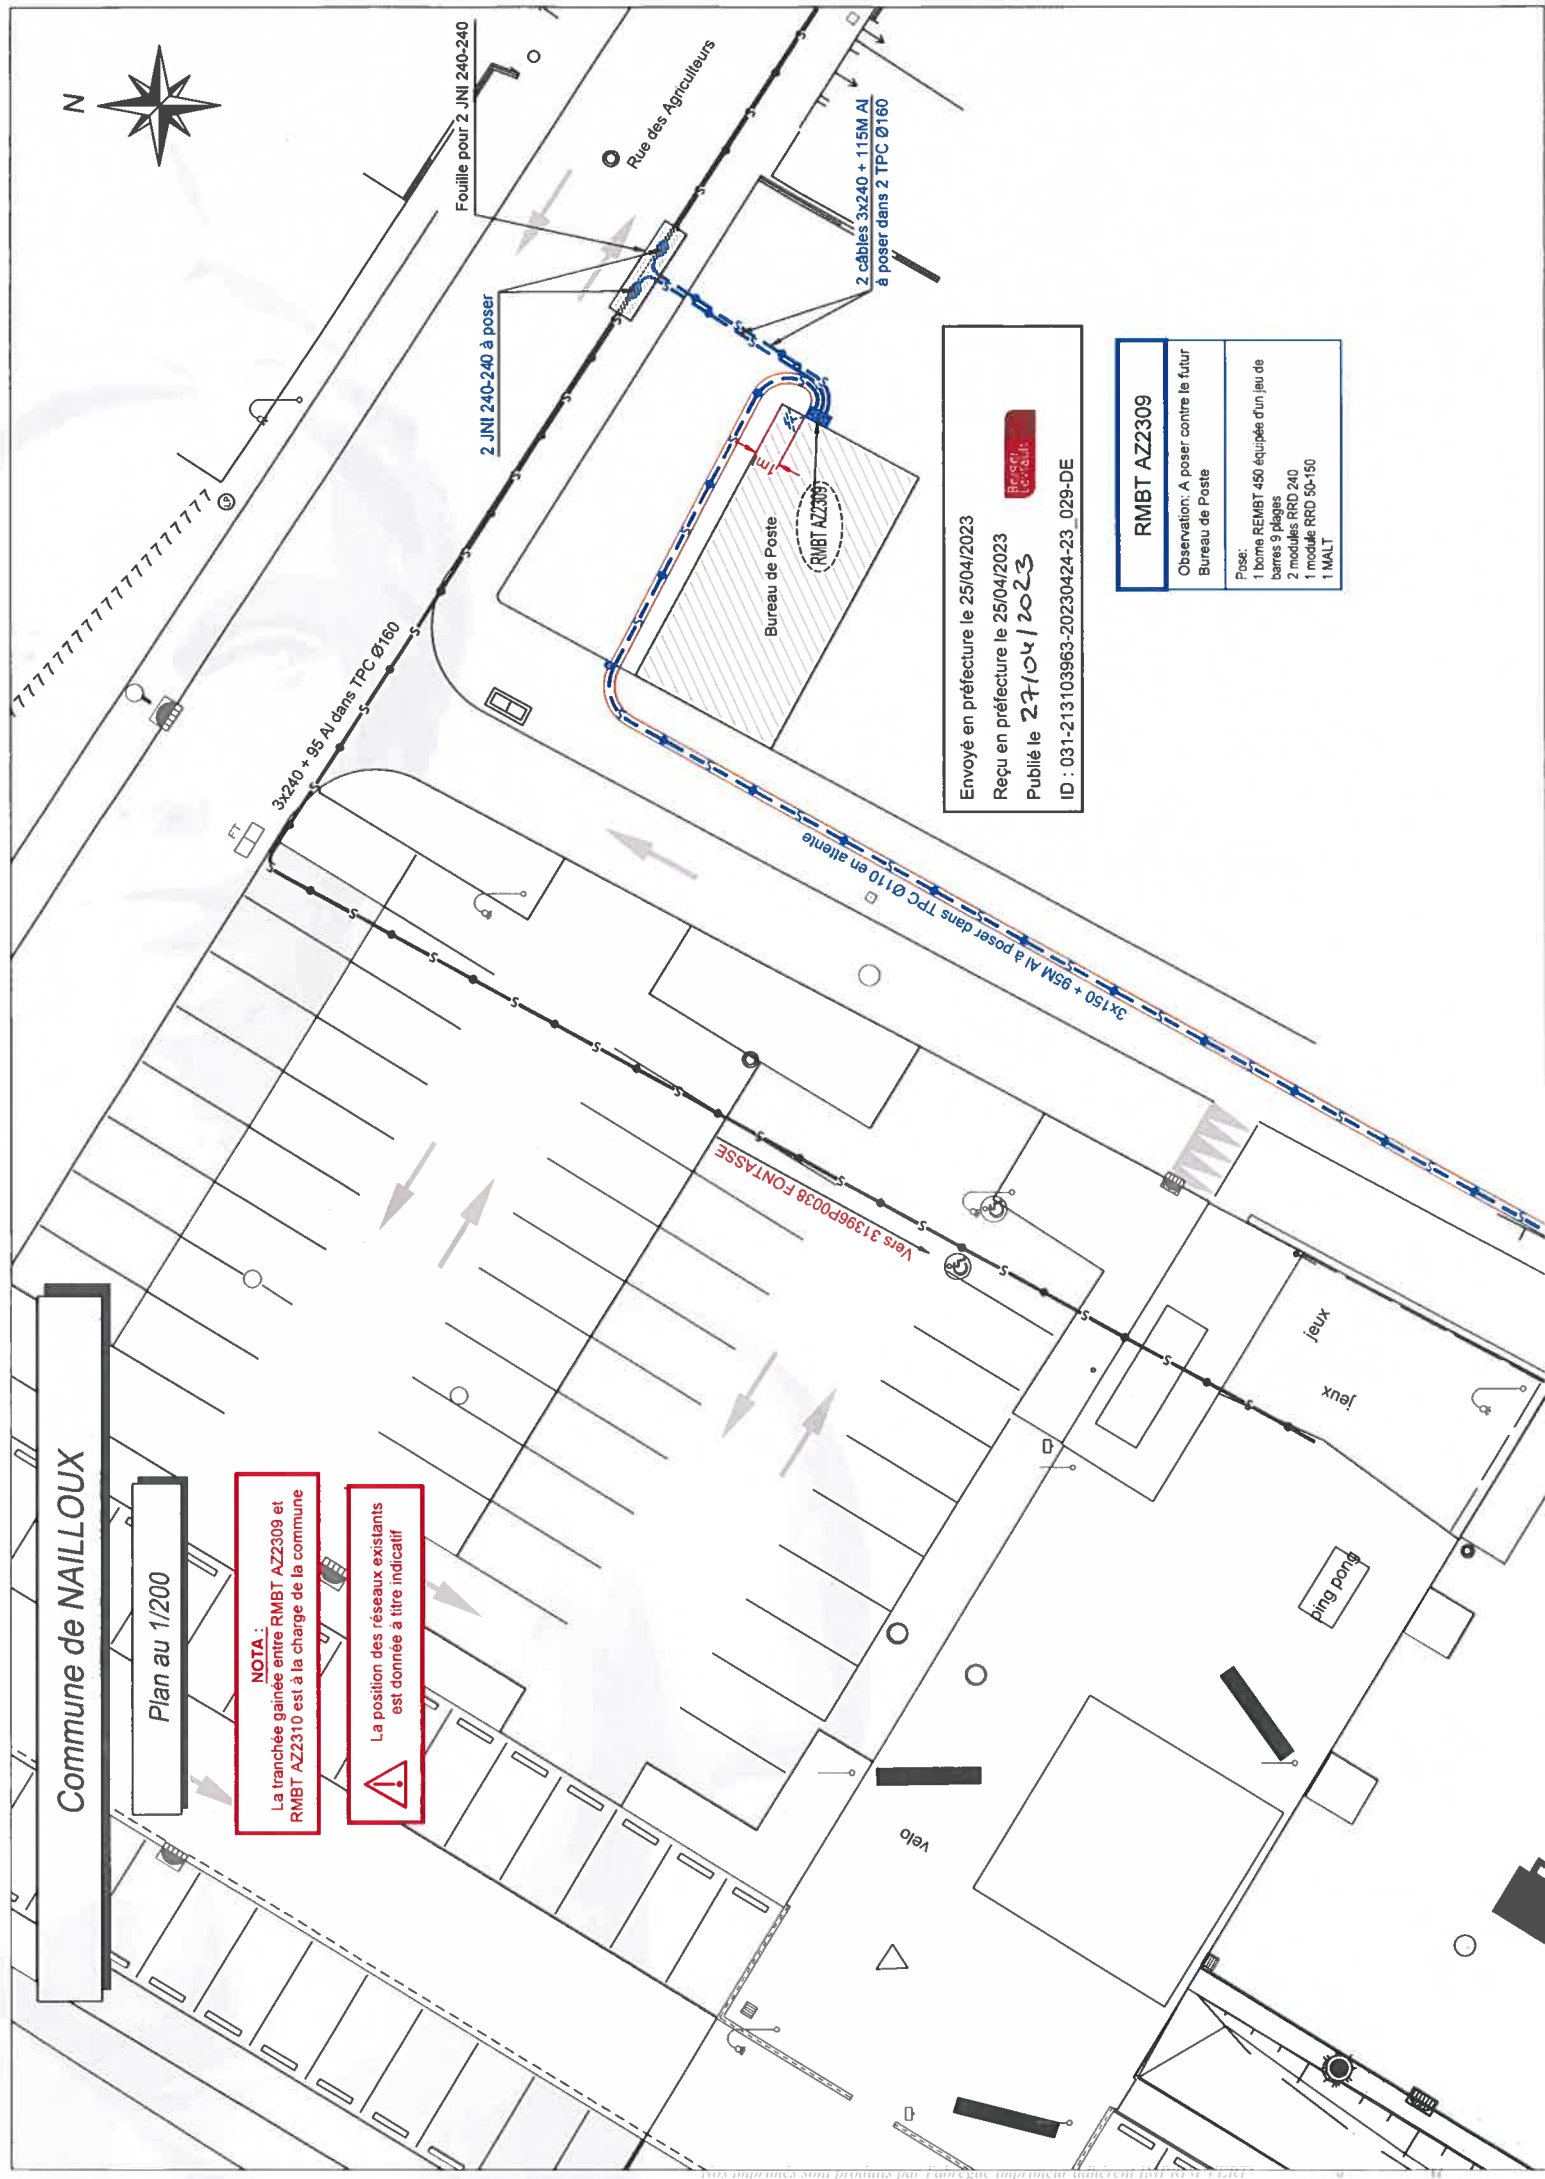 Commune de NAILLOUX
Plan au 1/200
NOTA :
La tranchée gainée entre RMBT AZ2309 et
RMBT AZ2310 est à la charge de la commune
La position des réseaux existants
est donnée à titre indicatif
N
Fouille pour 2 JNI 240-240
Rue des Agriculteurs
2 JNI 240-240 à poser
2 câbles 3x240 + 115M Al
à poser dans 2 TPC Ø160
LP
FT
3x240 + 95 Al dans TPC Ø160
1m
RMBT AZ2309
Bureau de Poste
3x150 + 95M Al à poser dans TPC Ø110 en attente
Vers 31396P0038 FONTASSE
Envoyé en préfecture le 25/04/2023
Reçu en préfecture le 25/04/2023
Publié le 27/04/2023
Berger
Levrault
ID : 031-213103963-20230424-23_029-DE
RMBT AZ2309
Observation: A poser contre le futur
Bureau de Poste
Pose:
1 borne REMBT 450 équipée d'un jeu de
barres 9 plages
2 modules RRD 240
1 module RRD 50-150
1 MALT
jeux
jeux
ping pong
velo